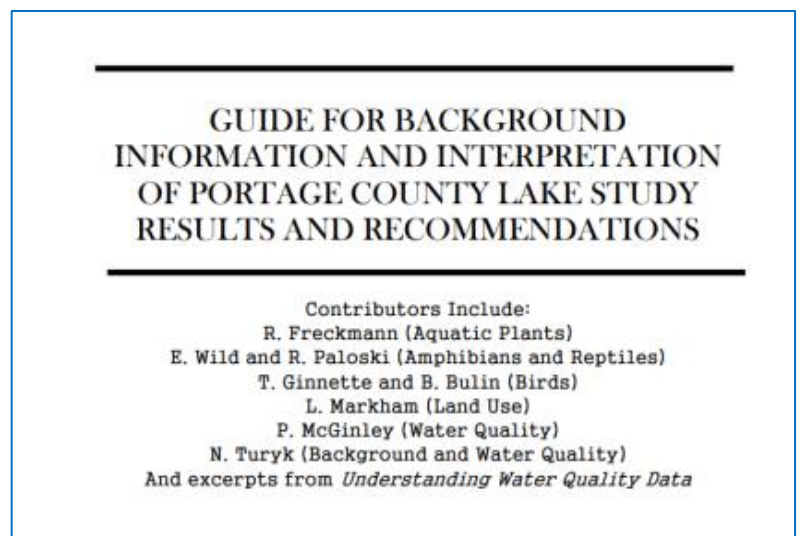 GUIDE FOR BACKGROUND
INFORMATION AND INTERPRETATION
OF PORTAGE COUNTY LAKE STUDY
RESULTS AND RECOMMENDATIONS
Contributors Include:
R. Freckmann (Aquatic Plants)
E. Wild and R. Paloski (Amphibians and Reptiles)
T. Ginnette and B. Bulin (Birds)
L. Markham (Land Use)
P. McGinley (Water Quality)
N. Turyk (Background and Water Quality)
And excerpts from Understanding Water Quality Data